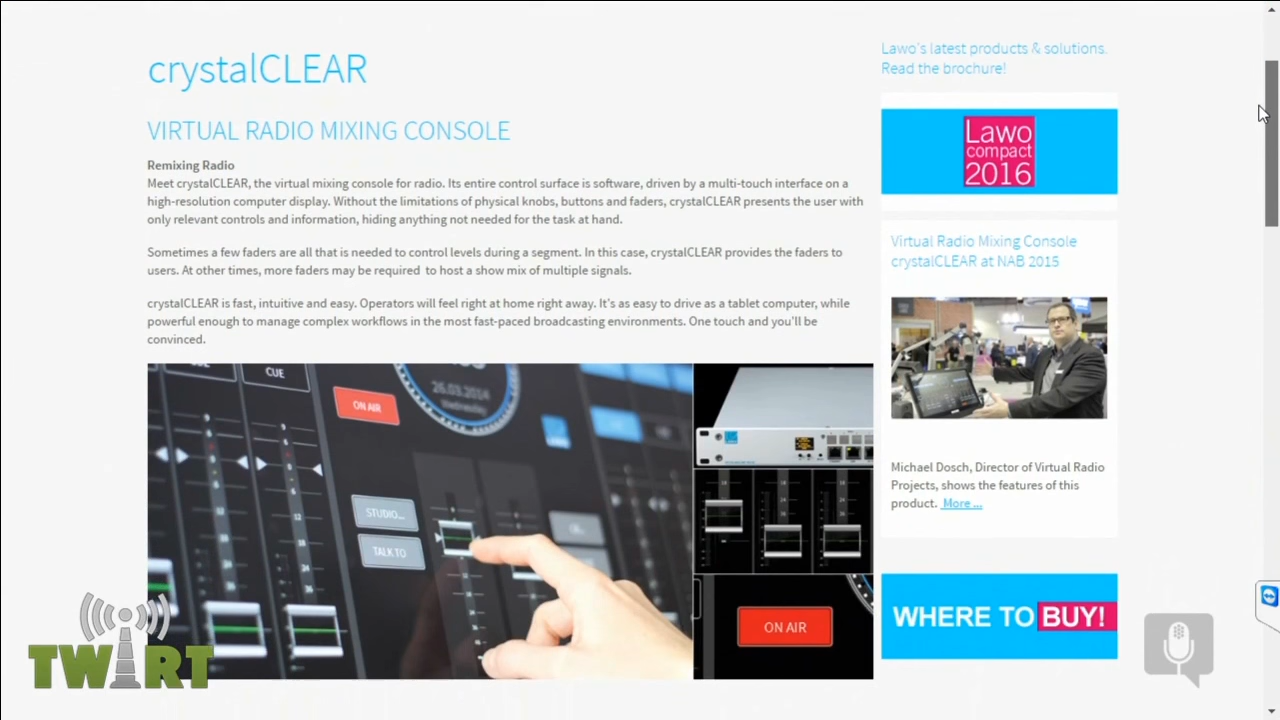 crystalCLEAR
VIRTUAL RADIO MIXING CONSOLE
Remixing Radio
Meet crystalCLEAR, the virtual mixing console for radio. Its entire control surface is software, driven by a multi-touch interface on a
high-resolution computer display. Without the limitations of physical knobs, buttons and faders, crystalCLEAR presents the user with
only relevant controls and information, hiding anything not needed for the task at hand.
Sometimes a few faders are all that is needed to control levels during a segment. In this case, crystalCLEAR provides the faders to
users. At other times, more faders may be required to host a show mix of multiple signals.
crystalCLEAR is fast, intuitive and easy. Operators will feel right at home right away. It's as easy to drive as a tablet computer, while
powerful enough to manage complex workflows in the most fast-paced broadcasting environments. One touch and you'll be
convinced.
CUE
ON AIR
26.03.2014
Wednesday
STUDIO...
TALK TO
ON AIR
Lawo's latest products & solutions.
Read the brochure!
Lawo
compact
2016
Virtual Radio Mixing Console
crystalCLEAR at NAB 2015
Michael Dosch, Director of Virtual Radio
Projects, shows the features of this
product. More ...
WHERE TO BUY!
TWiRT